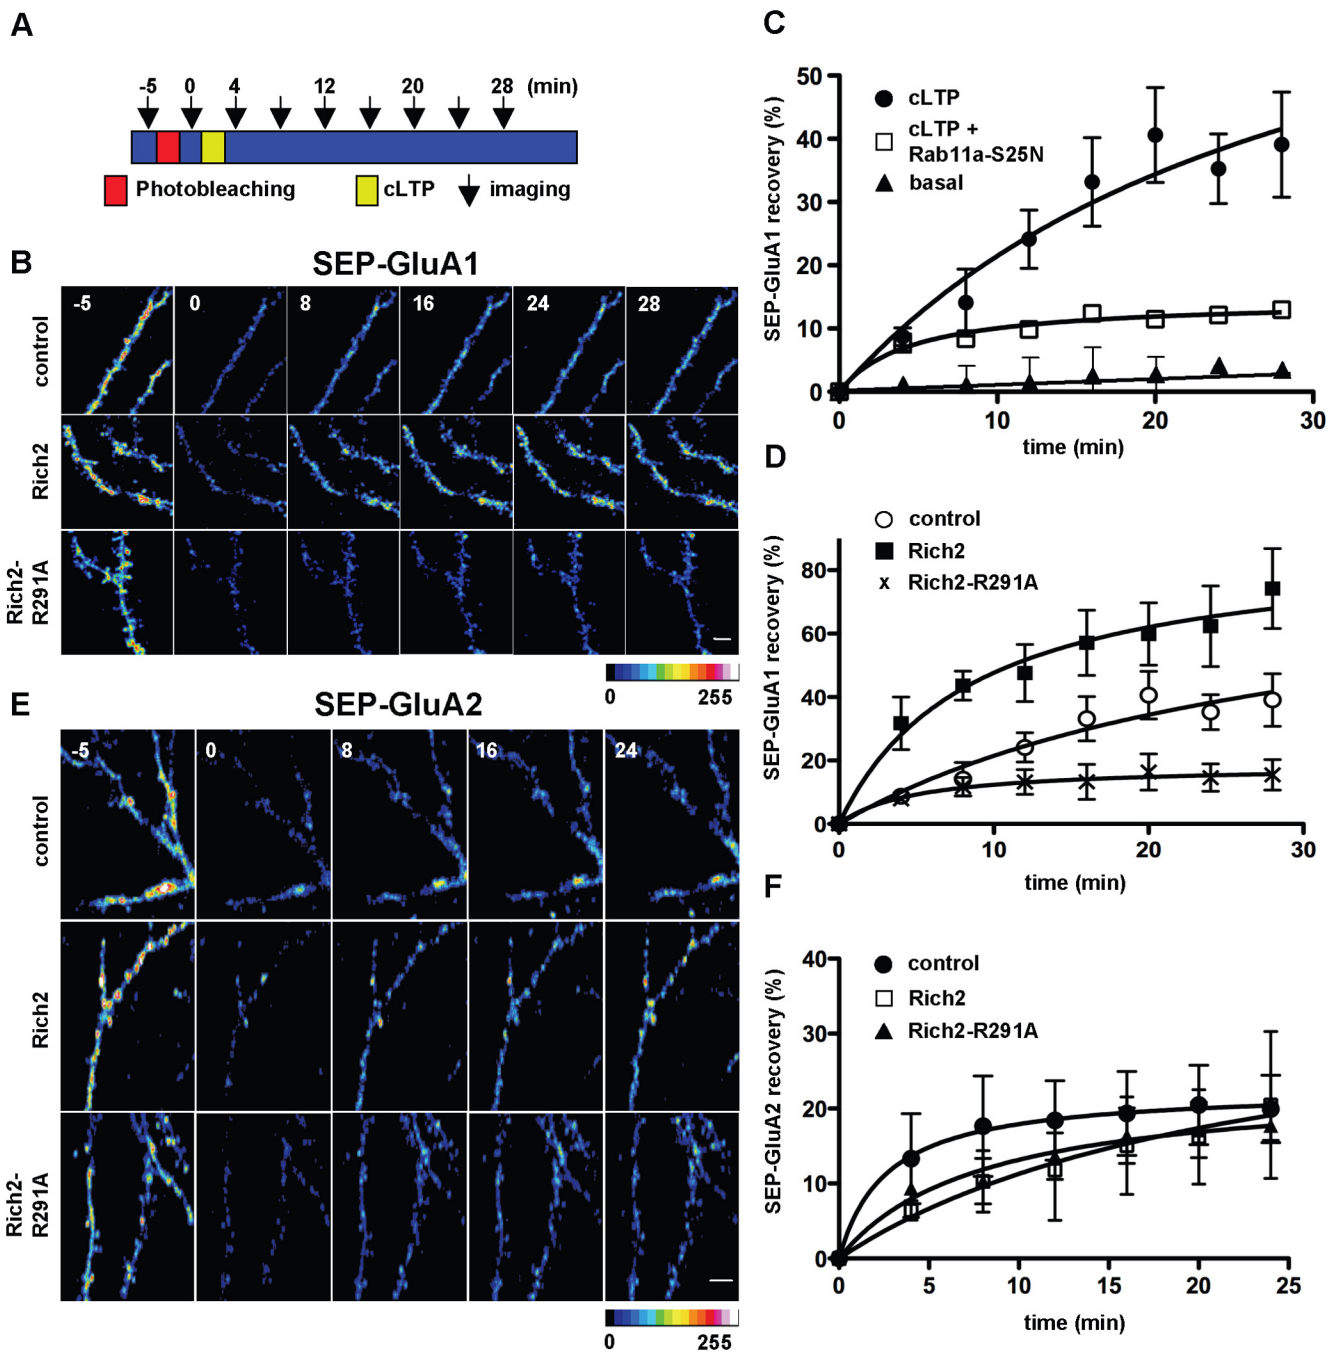 A
-5 0 4 12 20 28 (min)
Photobleaching cLTP imaging
B
SEP-GluA1
-5 0 8 16 24 28
control
Rich2
Rich2-
R291A
0 255
E
SEP-GluA2
-5 0 8 16 24
control
Rich2
Rich2-
R291A
0 255
C
cLTP
cLTP +
Rab11a-S25N
basal
SEP-GluA1 recovery (%)
50
40
30
20
10
0
0 10 20 30
time (min)
D
control
Rich2
Rich2-R291A
SEP-GluA1 recovery (%)
80
60
40
20
0
0 10 20 30
time (min)
F
control
Rich2
Rich2-R291A
SEP-GluA2 recovery (%)
40
30
20
10
0
0 5 10 15 20 25
time (min)